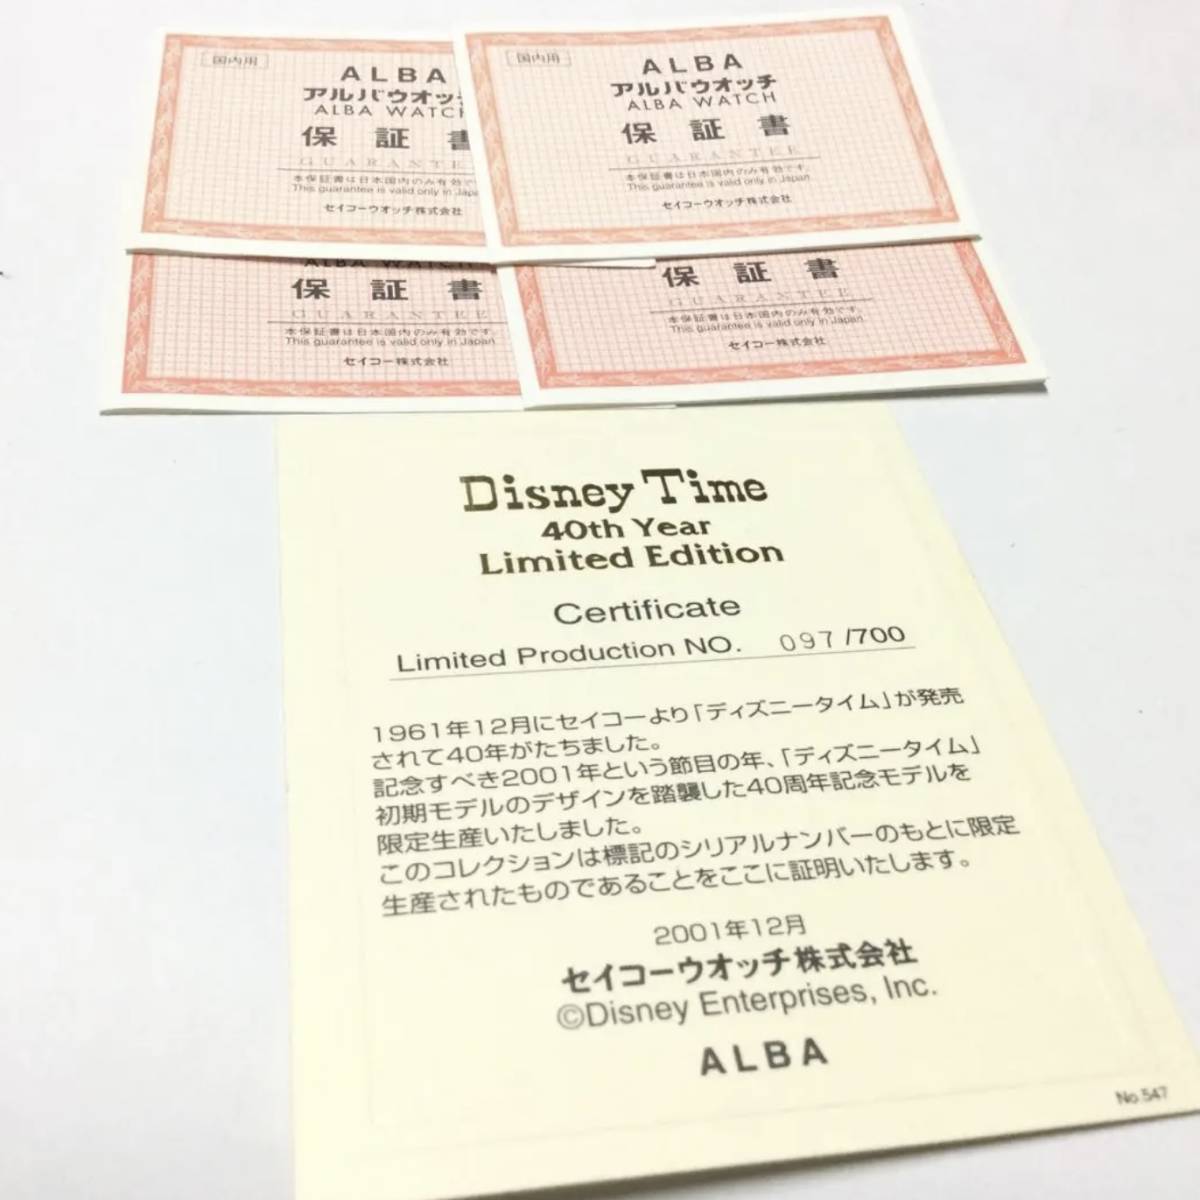 国内用
ALBA
アルバウオッ
ALBA WATCH
保証
GUARANTE
本保証書は日本国内のみ有効で
This guarantee is valid only in Japa
セイコーウオッチ株式会社
国内用
ALBA
アルバウオッチ
ALBA WATCH
保証書
GUARANTEE
本保証書は日本国内のみ有効です。
This guarantee is valid only in Japan.
セイコーウオッチ株式会社
ALBA WATCH
保証書
GUARANTEE
本保証書は日本国内のみ有効です。
This guarantee is valid only in Japan.
セイコー株式会社
保証書
GUARANTEE
本保証書は日本国内のみ有効です。
This guarantee is valid only in Japan.
セイコー株式会社
Disney Time
40th Year
Limited Edition
Certificate
Limited Production NO. 097/700
1961年12月にセイコーより「ディズニータイム」が発売
されて40年がたちました。
記念すべき2001年という節目の年、「ディズニータイム」
初期モデルのデザインを踏襲した40周年記念モデルを
限定生産いたしました。
このコレクションは標記のシリアルナンバーのもとに限定
生産されたものであることをここに証明いたします。
2001年12月
セイコーウオッチ株式会社
©Disney Enterprises, Inc.
ALBA
No.547